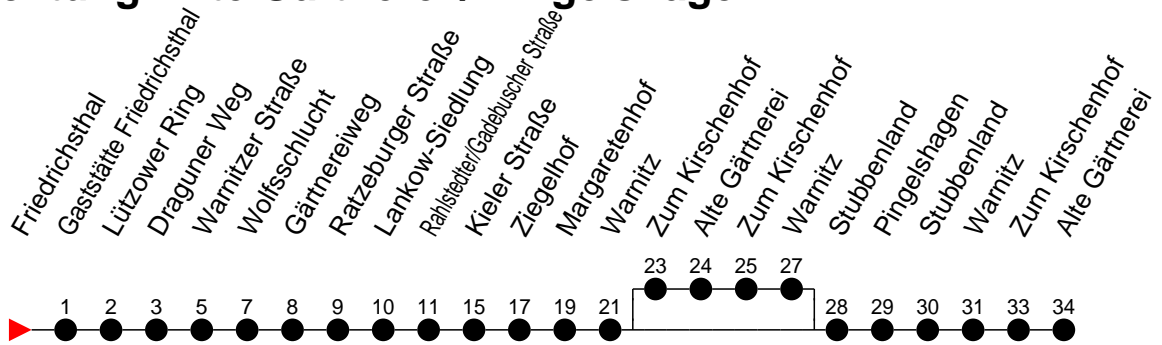 Friedrichsthal
Gaststätte Friedrichsthal
Lützower Ring
Draguner Weg
Warnitzer Straße
Wolfsschlucht
Gärtnereiweg
Ratzeburger Straße
Lankow-Siedlung
Rahlstedter/Gadebuscher Straße
Kieler Straße
Ziegelhof
Margaretenhof
Warnitz
Zum Kirschenhof
Alte Gärtnerei
Zum Kirschenhof
Warnitz
Stubbenland
Pingelshagen
Stubbenland
Warnitz
Zum Kirschenhof
Alte Gärtnerei
23 24 25 27
1 2 3 5 7 8 9 10 11 15 17 19 21 28 29 30 31 33 34